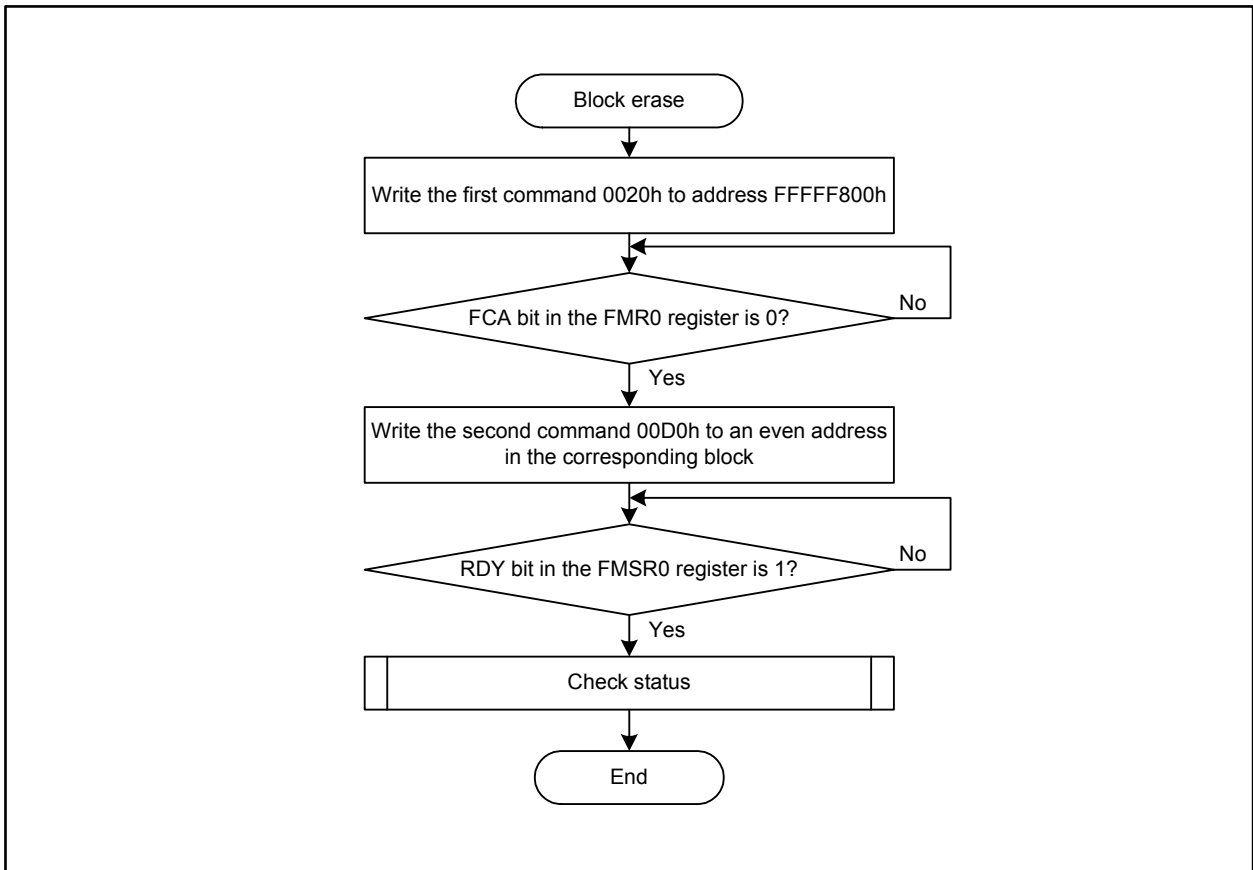 Block erase
Write the first command 0020h to address FFFFF800h
FCA bit in the FMR0 register is 0?
No
Yes
Write the second command 00D0h to an even address
in the corresponding block
RDY bit in the FMSR0 register is 1?
No
Yes
Check status
End